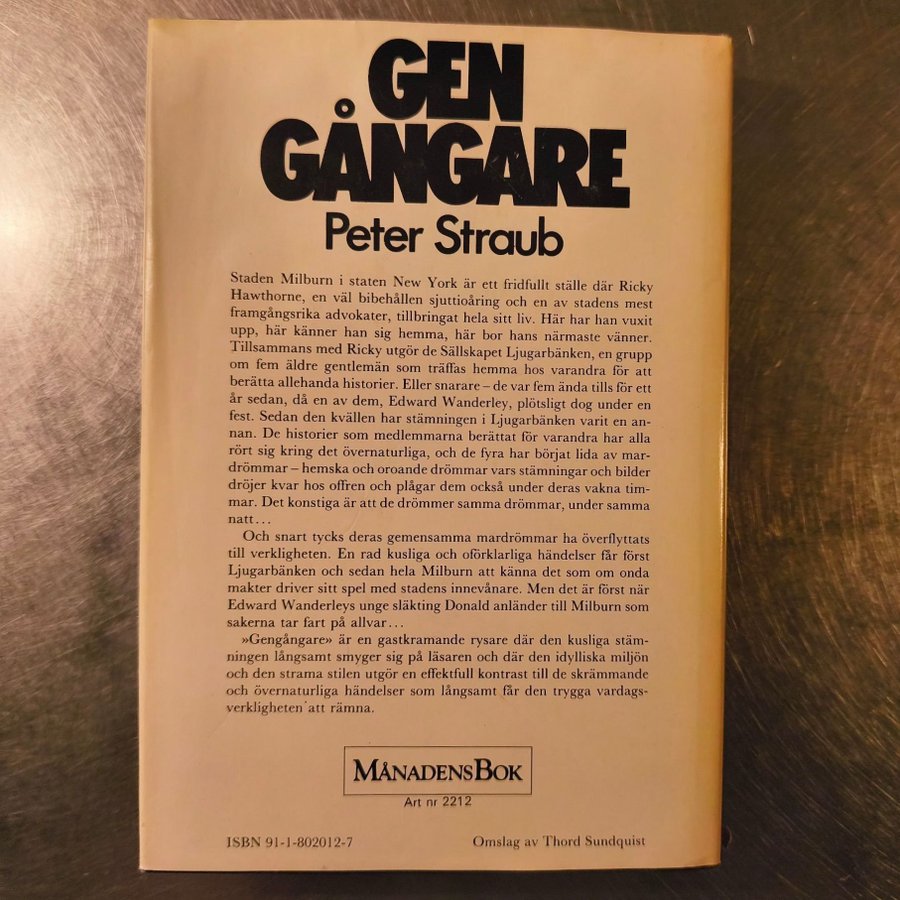 GEN
GÅNGARE
Peter Straub
Staden Milburn i staten New York är ett fridfullt ställe där Ricky
Hawthorne, en väl bibehållen sjuttioåring och en av stadens mest
framgångsrika advokater, tillbringat hela sitt liv. Här har han vuxit
upp, här känner han sig hemma, här bor hans närmaste vänner.
Tillsammans med Ricky utgör de Sällskapet Ljugarbänken, en grupp
om fem äldre gentlemän som träffas hemma hos varandra för att
berätta allehanda historier. Eller snarare – de var fem ända tills för ett
år sedan, då en av dem, Edward Wanderley, plötsligt dog under en
fest. Sedan den kvällen har stämningen i Ljugarbänken varit en an-
nan. De historier som medlemmarna berättat för varandra har alla
rört sig kring det övernaturliga, och de fyra har börjat lida av mar-
drömmar – hemska och oroande drömmar vars stämningar och bilder
dröjer kvar hos offren och plågar dem också under deras vakna tim-
mar. Det konstiga är att de drömmer samma drömmar, under samma
natt...
Och snart tycks deras gemensamma mardrömmar ha överflyttats
till verkligheten. En rad kusliga och oförklarliga händelser får först
Ljugarbänken och sedan hela Milburn att känna det som om onda
makter driver sitt spel med stadens innevånare. Men det är först när
Edward Wanderleys unge släkting Donald anländer till Milburn som
sakerna tar fart på allvar...
»Gengångare» är en gastkramande rysare där den kusliga stäm-
ningen långsamt smyger sig på läsaren och där den idylliska miljön
och den strama stilen utgör en effektfull kontrast till de skrämmande
och övernaturliga händelser som långsamt får den trygga vardags-
verkligheten att rämna.
MÅNADENSBOK
Art nr 2212
ISBN 91-1-802012-7
Omslag av Thord Sundquist